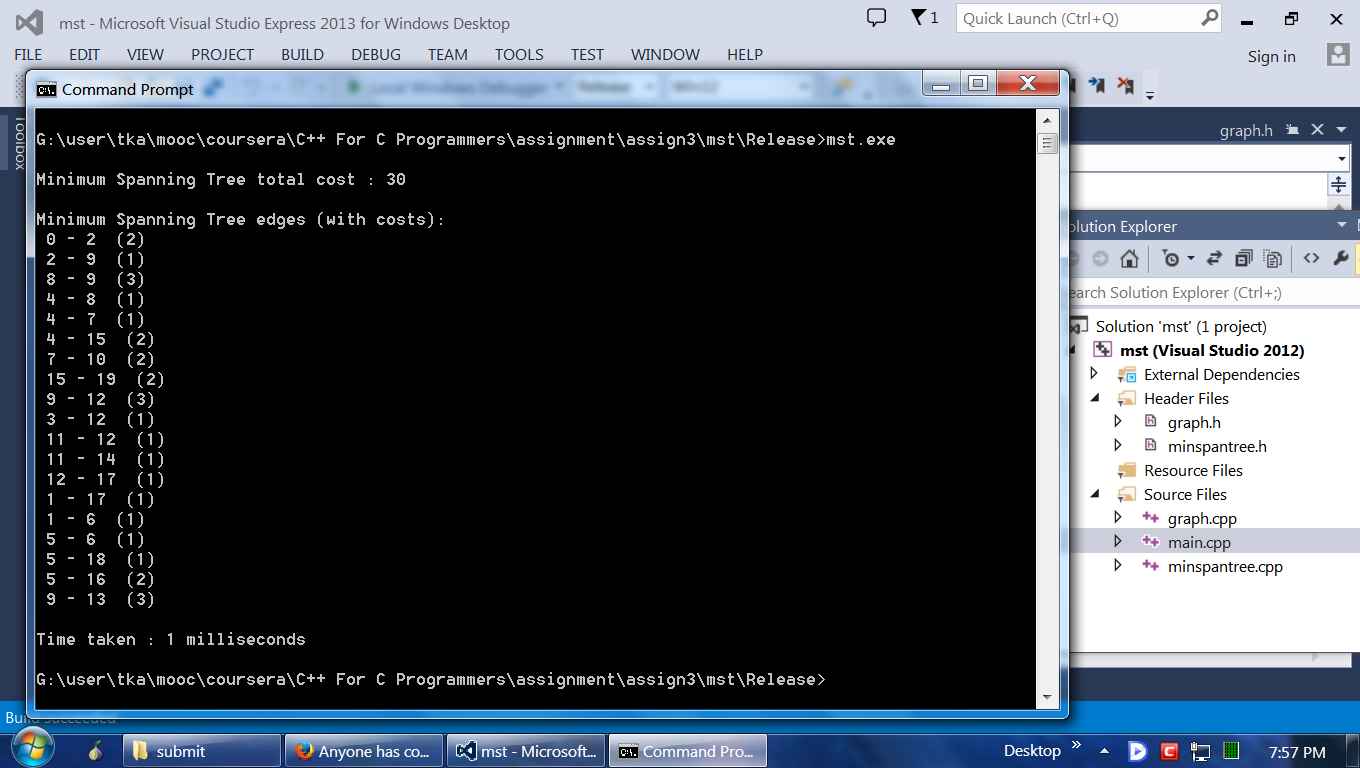 mst - Microsoft Visual Studio Express 2013 for Windows Desktop
1
Quick Launch (Ctrl+Q)
FILE EDIT VIEW PROJECT BUILD DEBUG TEAM TOOLS TEST WINDOW HELP
Sign in
Local Windows Debugger Release Win32
Command Prompt
Toolbox
graph.h
G:\user\tka\mooc\coursera\C++ For C Programmers\assignment\assign3\mst\Release>mst.exe
Minimum Spanning Tree total cost : 30
Minimum Spanning Tree edges (with costs):
0 - 2 (2)
2 - 9 (1)
8 - 9 (3)
4 - 8 (1)
4 - 7 (1)
4 - 15 (2)
7 - 10 (2)
15 - 19 (2)
9 - 12 (3)
3 - 12 (1)
11 - 12 (1)
11 - 14 (1)
12 - 17 (1)
1 - 17 (1)
1 - 6 (1)
5 - 6 (1)
5 - 18 (1)
5 - 16 (2)
9 - 13 (3)
Time taken : 1 milliseconds
G:\user\tka\mooc\coursera\C++ For C Programmers\assignment\assign3\mst\Release>
olution Explorer
earch Solution Explorer (Ctrl+;)
Solution 'mst' (1 project)
mst (Visual Studio 2012)
External Dependencies
Header Files
graph.h
minspantree.h
Resource Files
Source Files
graph.cpp
main.cpp
minspantree.cpp
Build succeeded
submit
Anyone has co...
mst - Microsoft...
Command Pro...
Desktop
7:57 PM